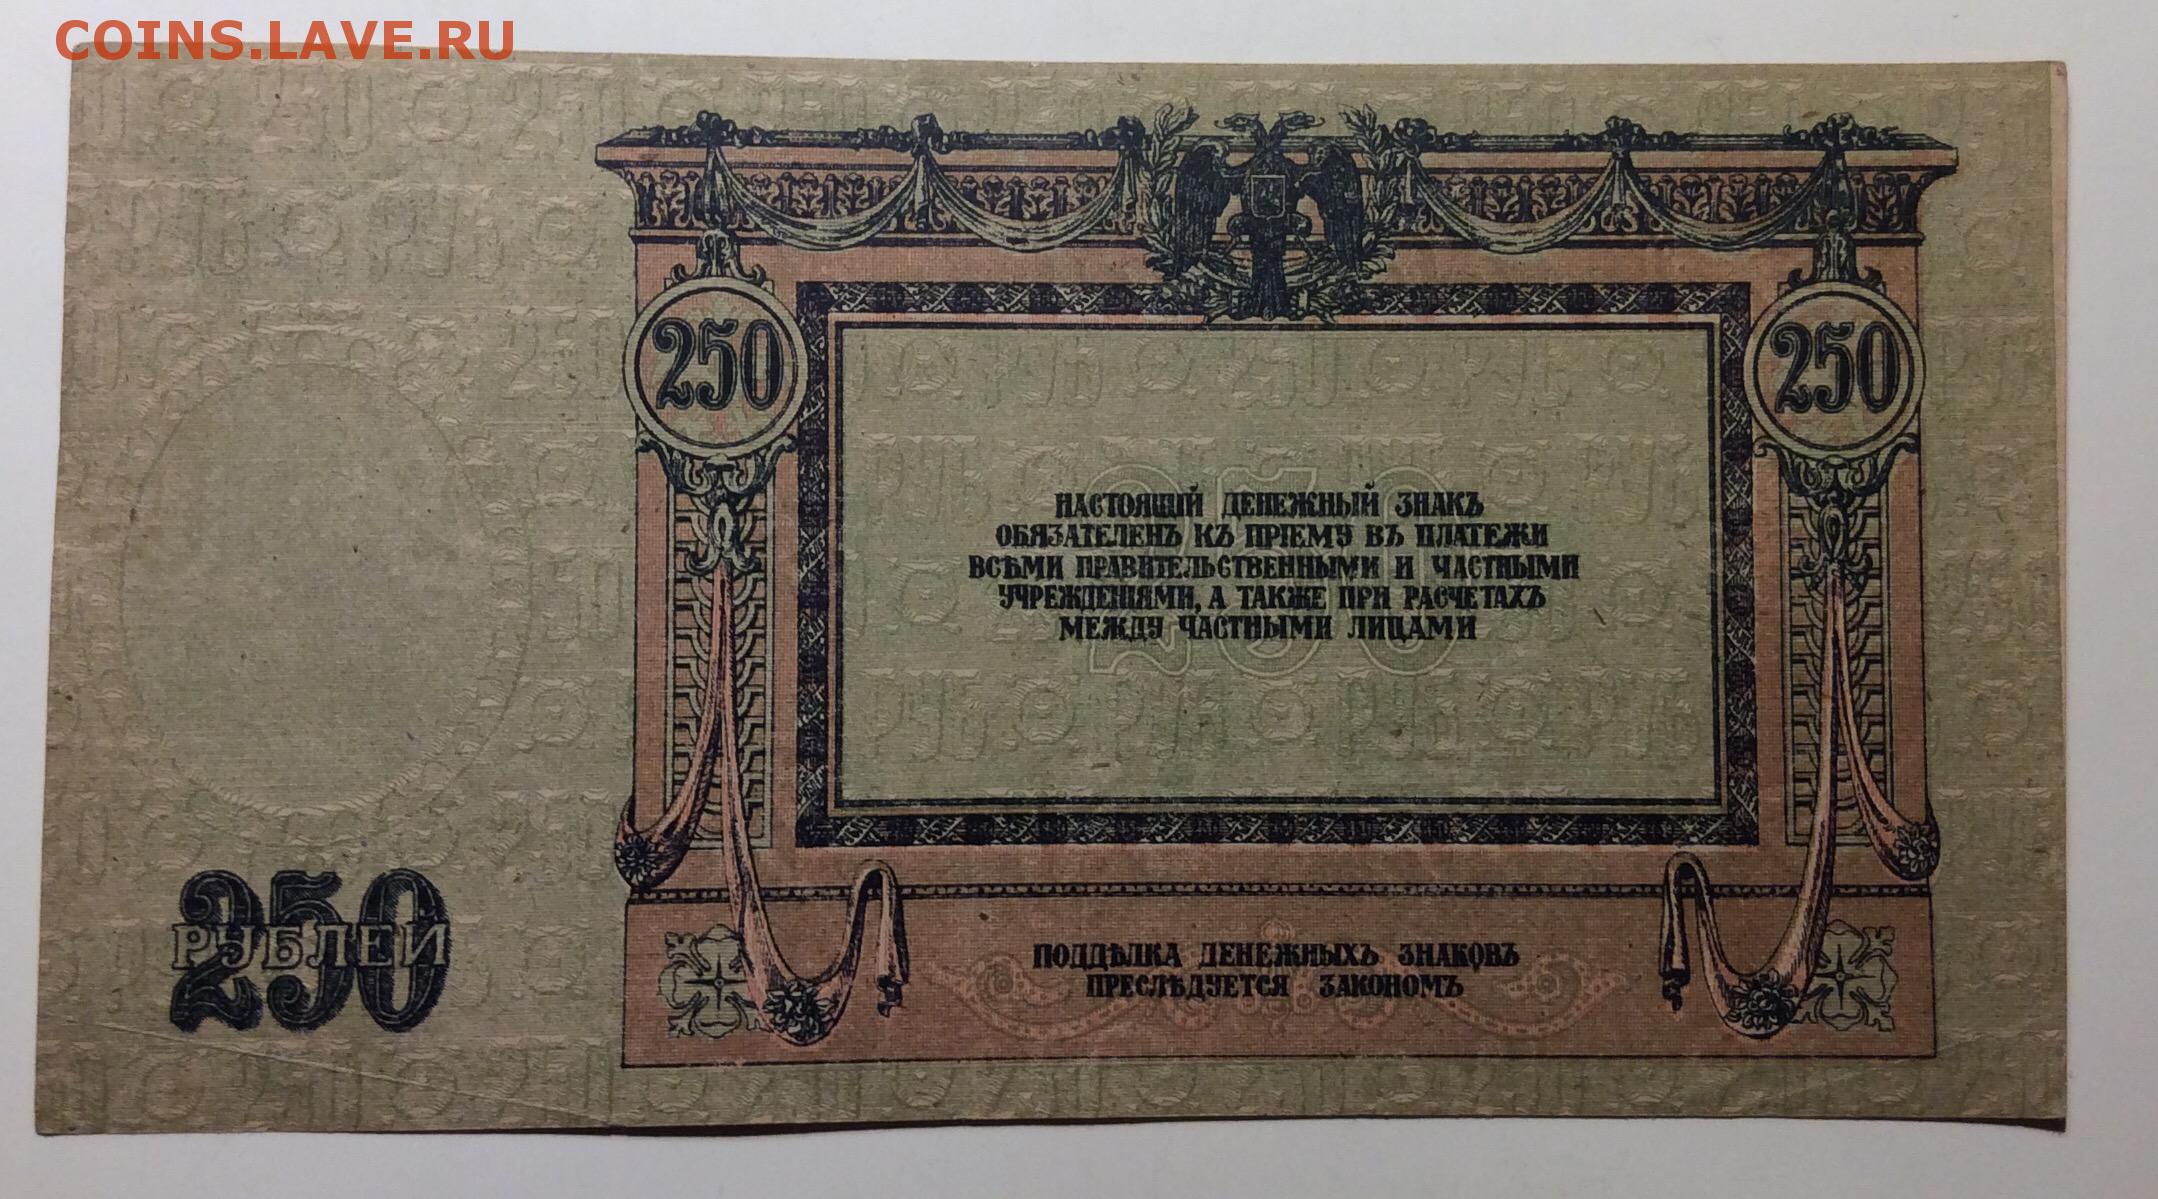 COINS.LAVE.RU
250
250
НАСТОЯЩІЙ ДЕНЕЖНЫЙ ЗНАКЪ
ОБЯЗАТЕЛЕНЪ КЪ ПРІЕМУ ВЪ ПЛАТЕЖИ
ВСѢМИ ПРАВИТЕЛЬСТВЕННЫМИ И ЧАСТНЫМИ
УЧРЕЖДЕНІЯМИ, А ТАКЖЕ ПРИ РАСЧЕТАХЪ
МЕЖДУ ЧАСТНЫМИ ЛИЦАМИ
250
250
РУБЛЕЙ
ПОДДѢЛКА ДЕНЕЖНЫХЪ ЗНАКОВЪ
ПРЕСЛѢДУЕТСЯ ЗАКОНОМЪ